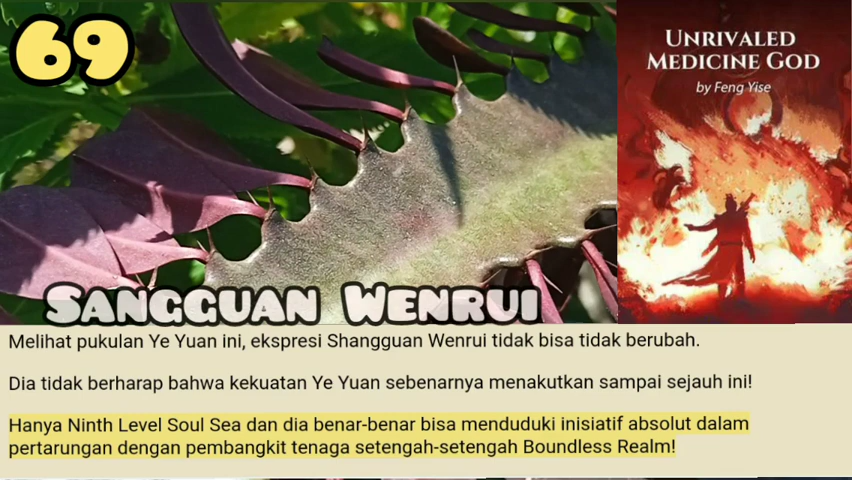 69
UNRIVALED
MEDICINE GOD
by Feng Yise
SANGGUAN WENRUI
Melihat pukulan Ye Yuan ini, ekspresi Shangguan Wenrui tidak bisa tidak berubah.
Dia tidak berharap bahwa kekuatan Ye Yuan sebenarnya menakutkan sampai sejauh ini!
Hanya Ninth Level Soul Sea dan dia benar-benar bisa menduduki inisiatif absolut dalam
pertarungan dengan pembangkit tenaga setengah-setengah Boundless Realm!